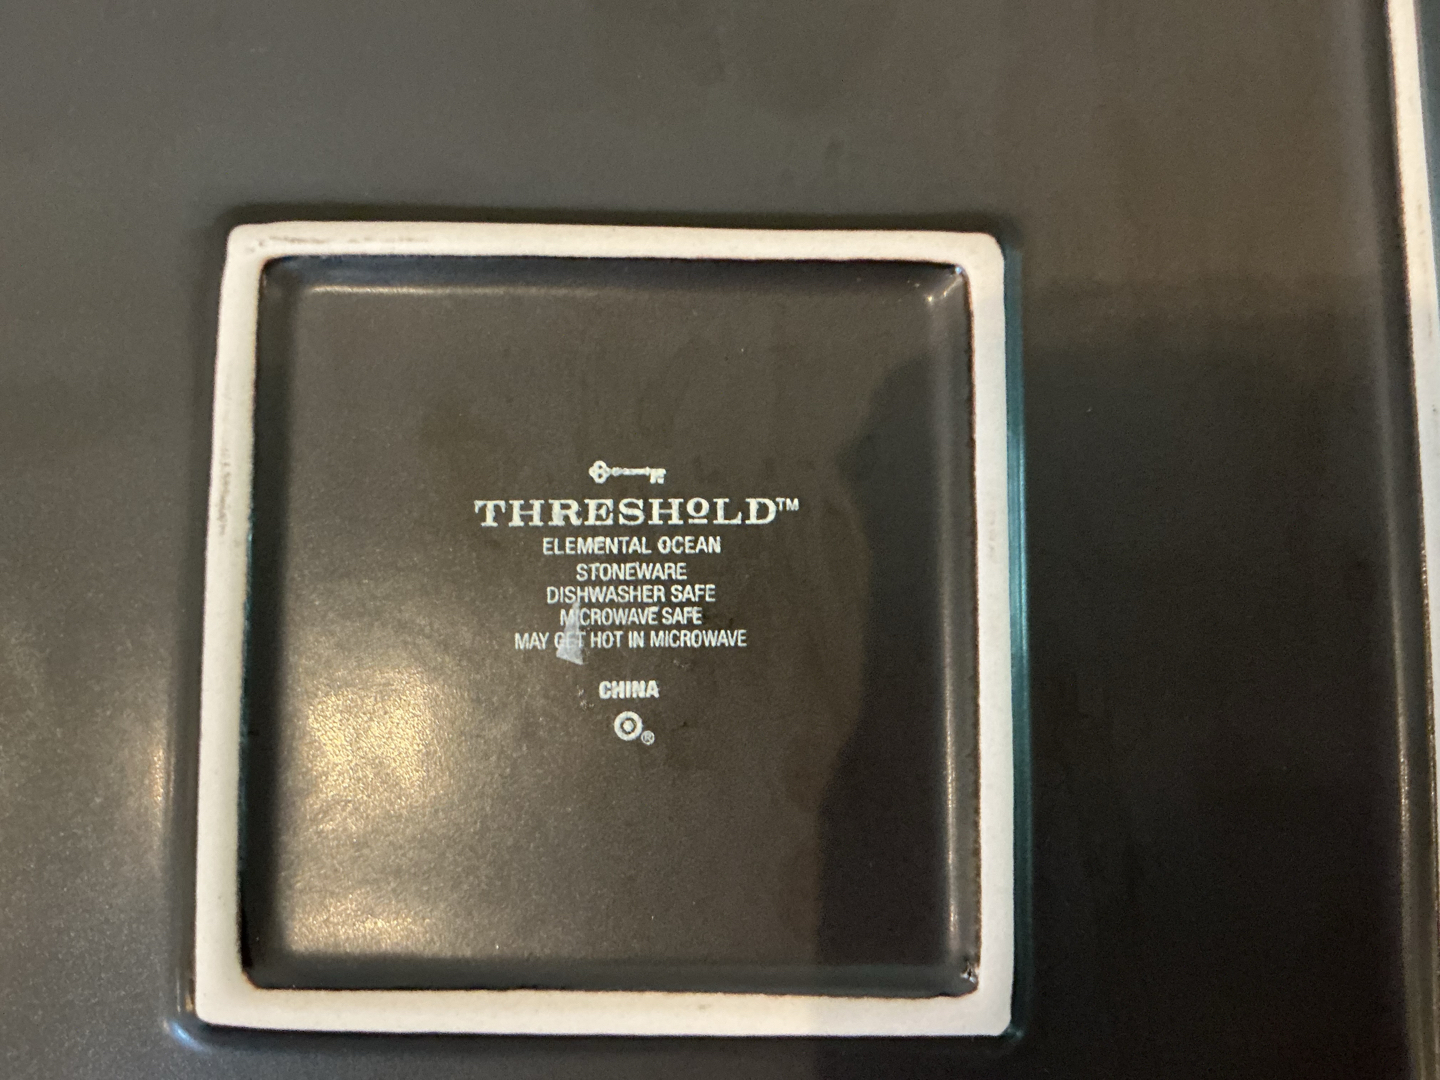 THRESHOLD™
ELEMENTAL OCEAN
STONEWARE
DISHWASHER SAFE
MICROWAVE SAFE
MAY GET HOT IN MICROWAVE
CHINA
®